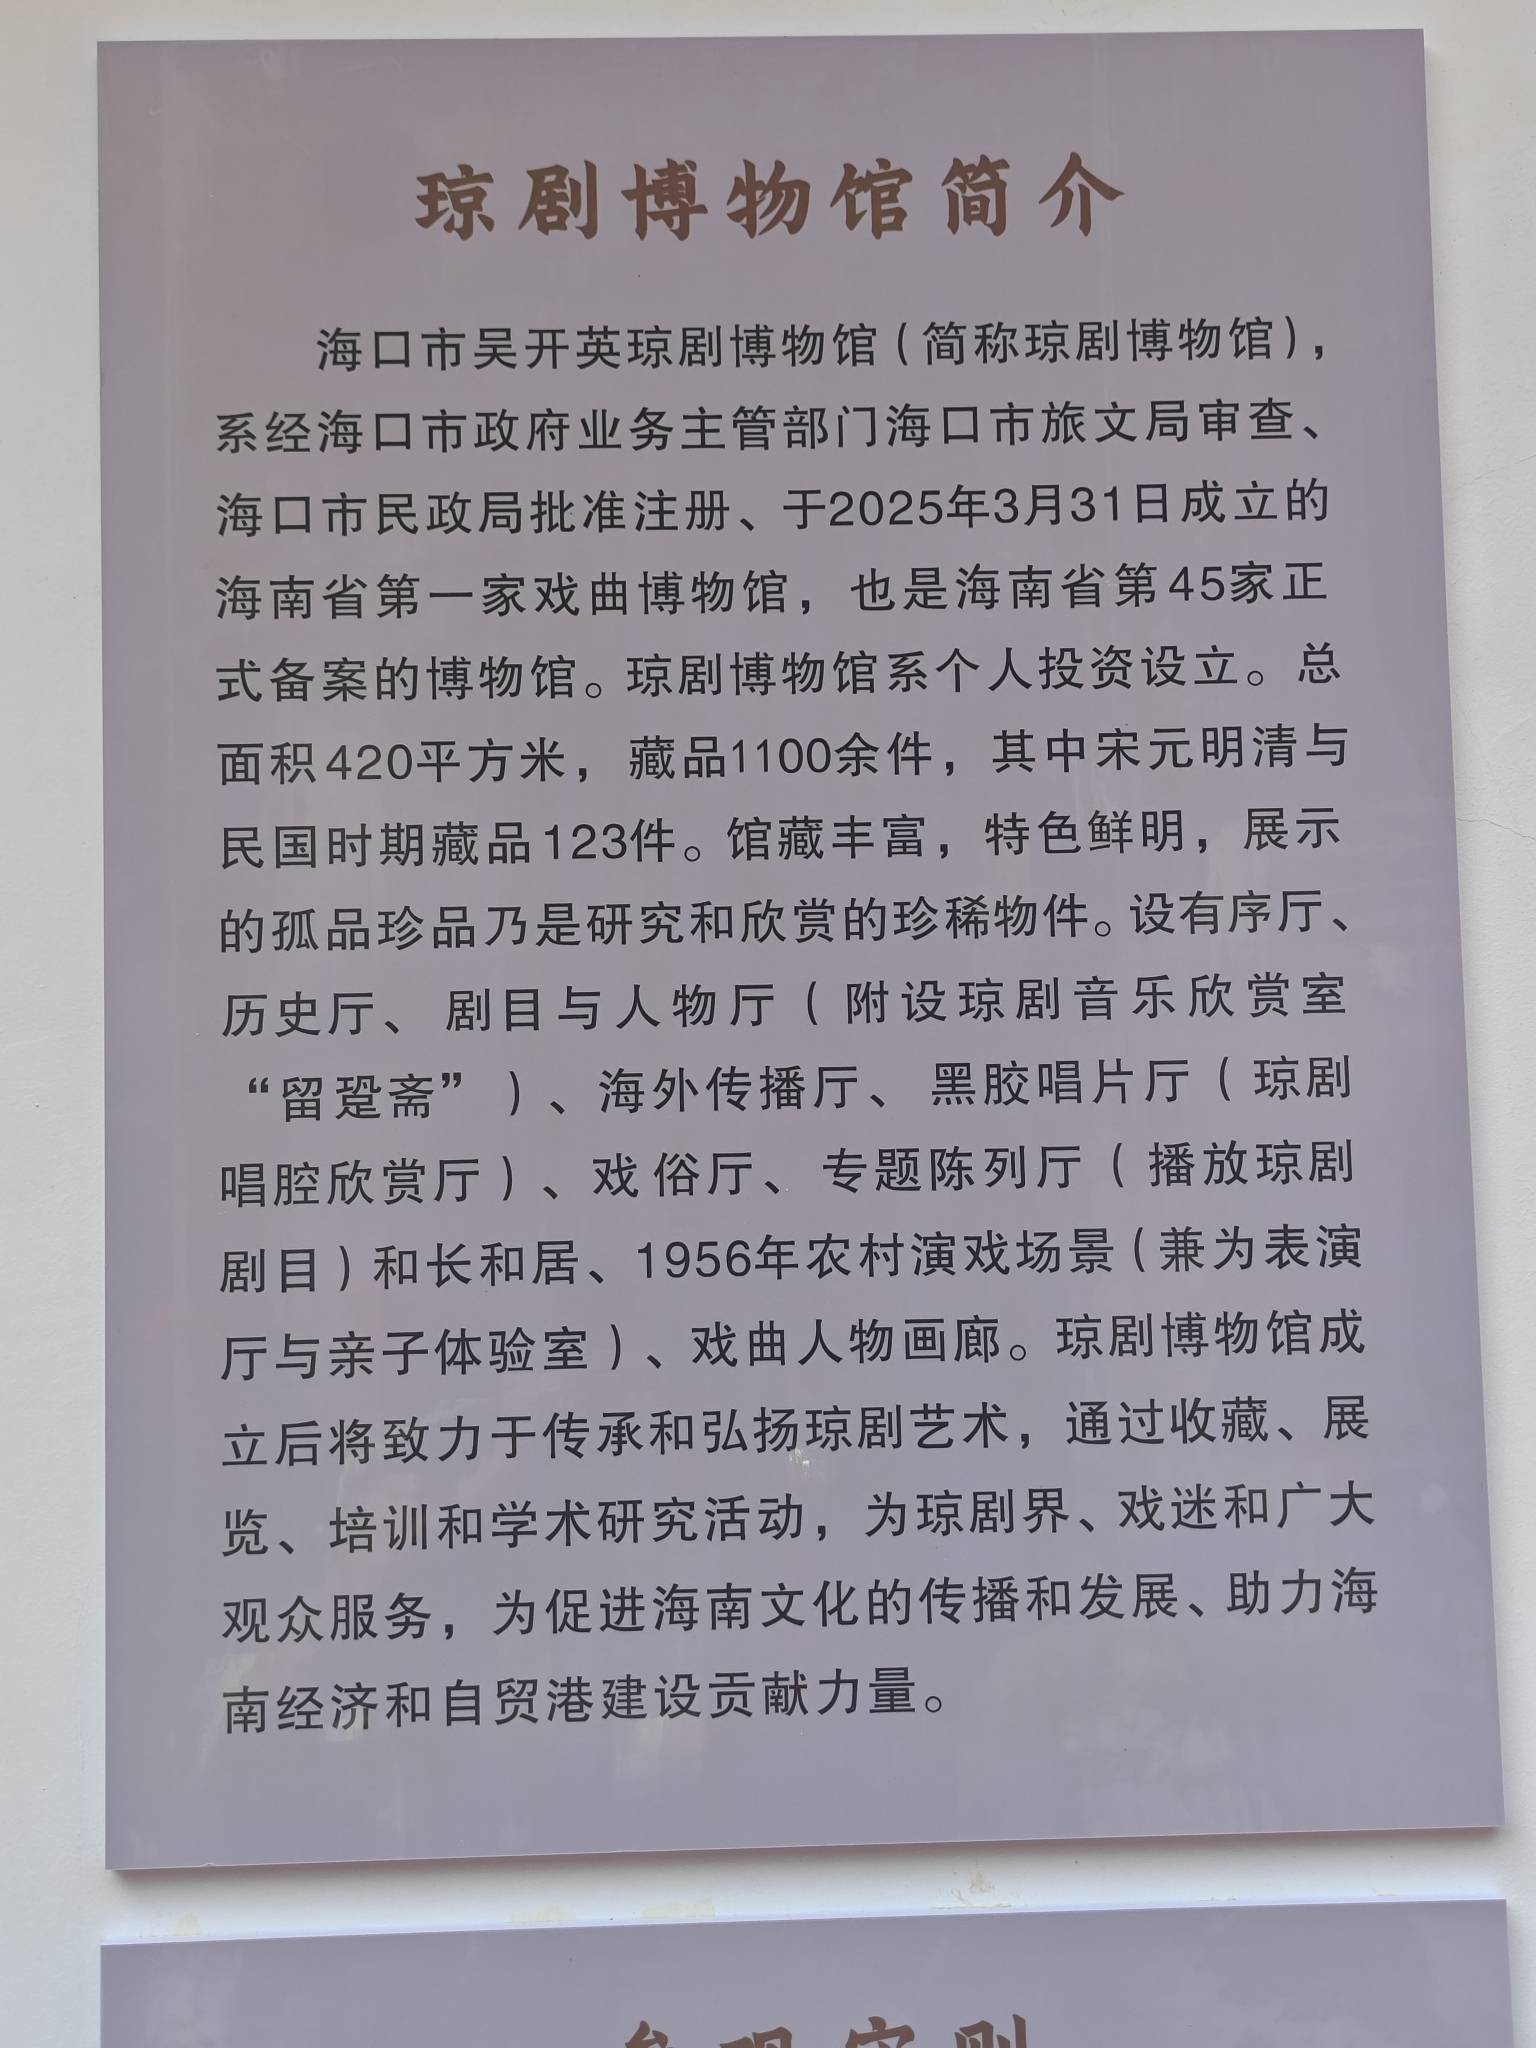 琼剧博物馆简介
海口市吴开英琼剧博物馆（简称琼剧博物馆），
系经海口市政府业务主管部门海口市旅文局审查、
海口市民政局批准注册、于2025年3月31日成立的
海南省第一家戏曲博物馆，也是海南省第45家正
式备案的博物馆。琼剧博物馆系个人投资设立。总
面积420平方米，藏品1100余件，其中宋元明清与
民国时期藏品123件。馆藏丰富，特色鲜明，展示
的孤品珍品乃是研究和欣赏的珍稀物件。设有序厅、
历史厅、剧目与人物厅（附设琼剧音乐欣赏室
“留跫斋”）、海外传播厅、黑胶唱片厅（琼剧
唱腔欣赏厅）、戏俗厅、专题陈列厅（播放琼剧
剧目）和长和居、1956年农村演戏场景（兼为表演
厅与亲子体验室）、戏曲人物画廊。琼剧博物馆成
立后将致力于传承和弘扬琼剧艺术，通过收藏、展
览、培训和学术研究活动，为琼剧界、戏迷和广大
观众服务，为促进海南文化的传播和发展、助力海
南经济和自贸港建设贡献力量。